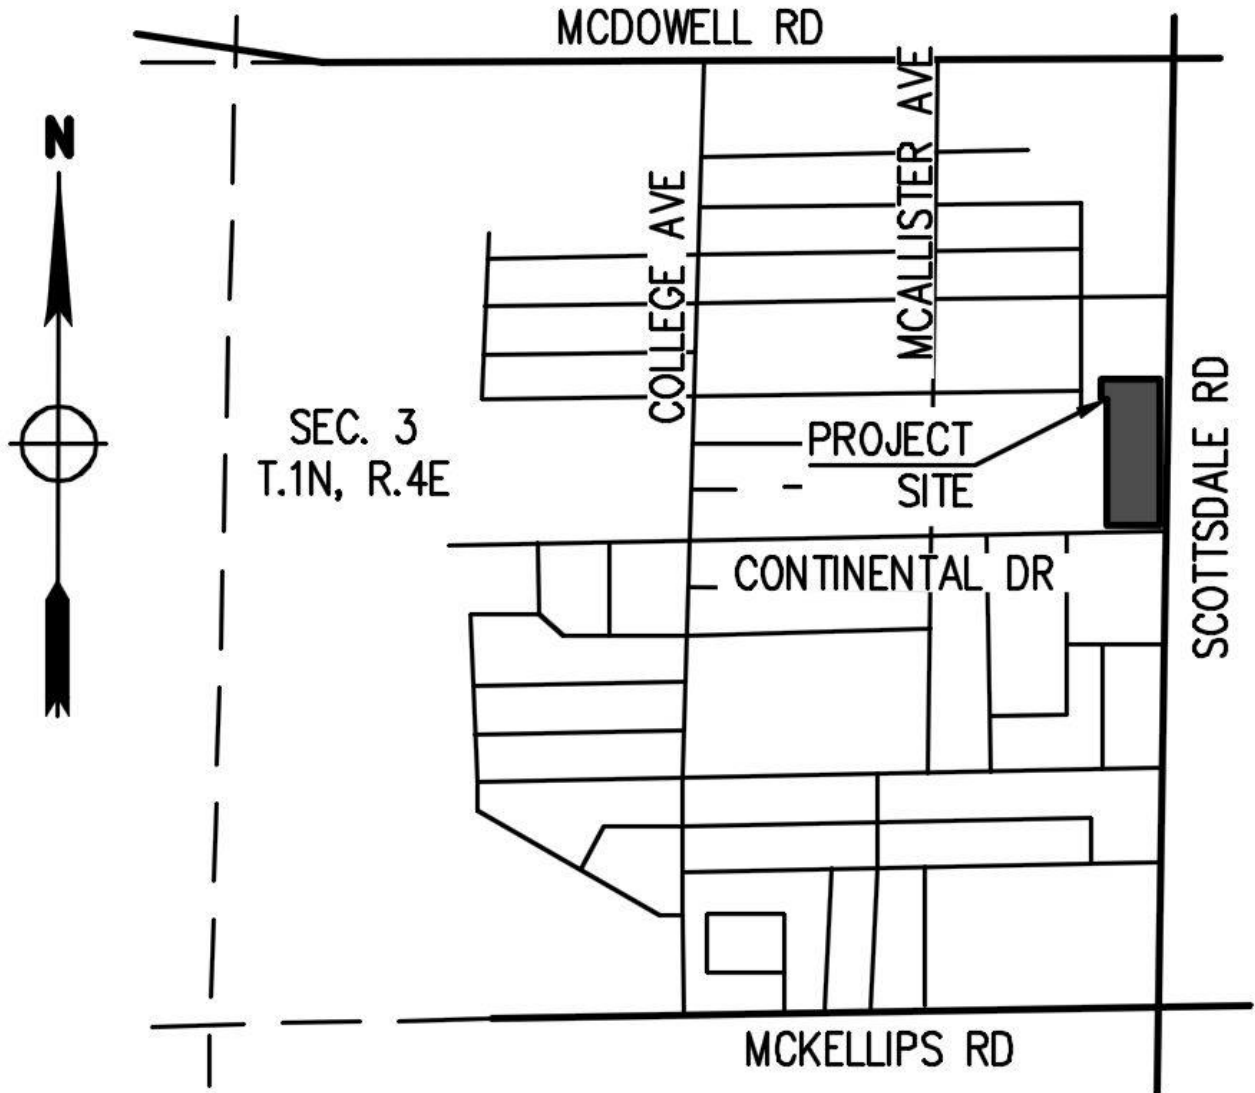 MCDOWELL RD
N
COLLEGE AVE
MCALLISTER AVE
SEC. 3
T.1N, R.4E
PROJECT
SITE
SCOTTSDALE RD
CONTINENTAL DR
MCKELLIPS RD